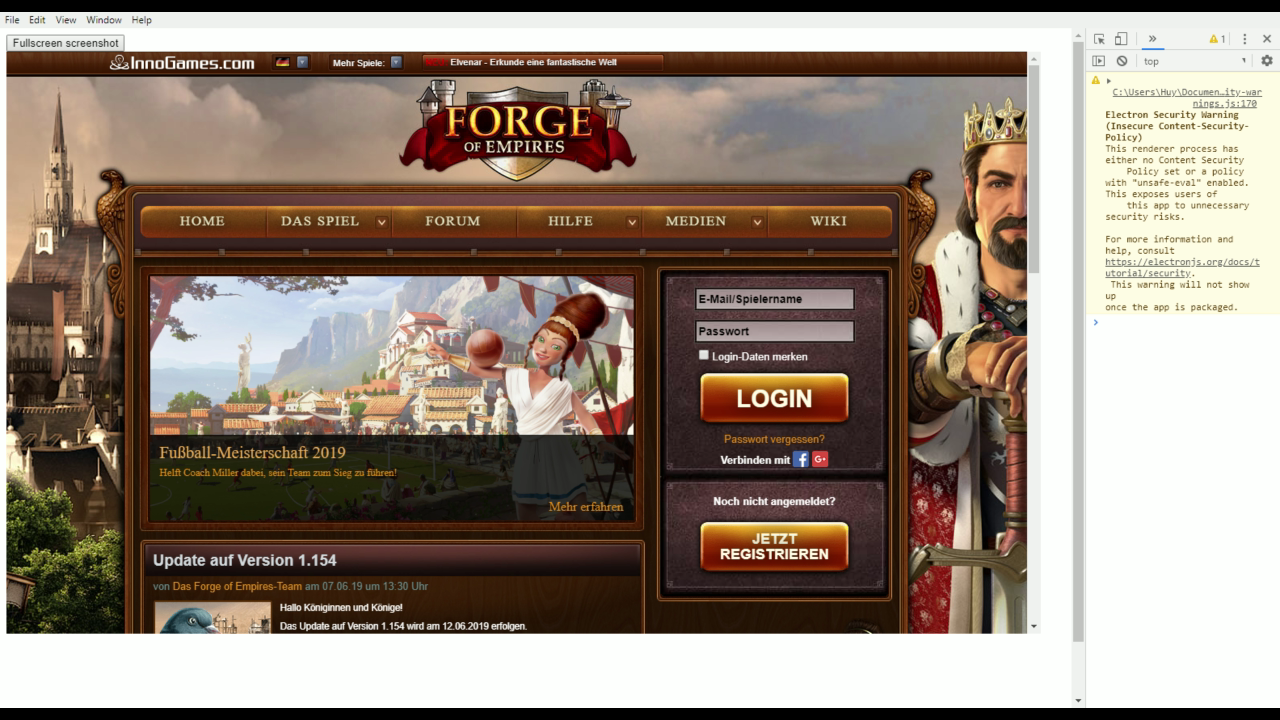 File Edit View Window Help
Fullscreen screenshot
InnoGames.com
Mehr Spiele:
Elvenar - Erkunde eine fantastische Welt
FORGE
OF EMPIRES
HOME DAS SPIEL FORUM HILFE MEDIEN WIKI
Fußball-Meisterschaft 2019
Helft Coach Miller dabei, sein Team zum Sieg zu führen!
Mehr erfahren
E-Mail/Spielername
Passwort
Login-Daten merken
LOGIN
Passwort vergessen?
Verbinden mit f G+
Noch nicht angemeldet?
JETZT
REGISTRIEREN
Update auf Version 1.154
von Das Forge of Empires-Team am 07.06.19 um 13:30 Uhr
Hallo Königinnen und Könige!
Das Update auf Version 1.154 wird am 12.06.2019 erfolgen.
1
top
C:\Users\Huy\Documen…ity-war
nings.js:170
Electron Security Warning
(Insecure Content-Security-
Policy)
This renderer process has
either no Content Security
Policy set or a policy
with "unsafe-eval" enabled.
This exposes users of
this app to unnecessary
security risks.
For more information and
help, consult
https://electronjs.org/docs/t
utorial/security.
This warning will not show
up
once the app is packaged.